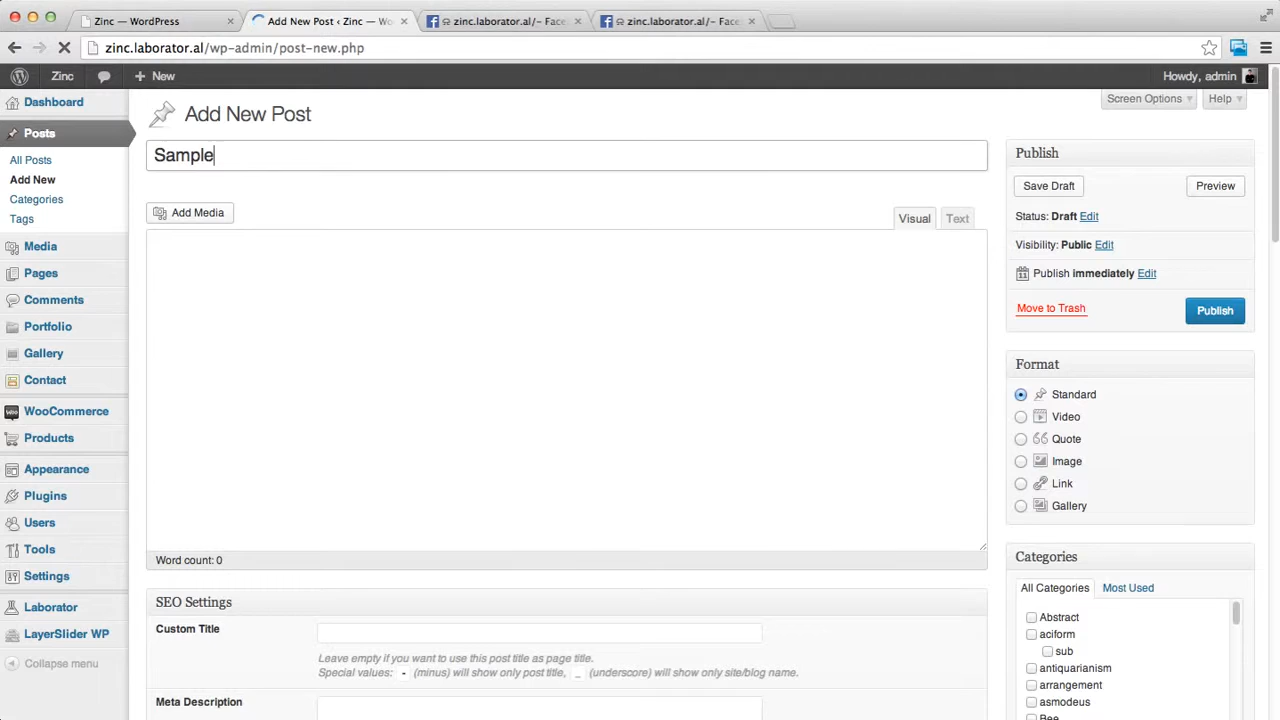 Zinc — WordPress
Add New Post ‹ Zinc — Wo
zinc.laborator.al/– Face
zinc.laborator.al/– Face
zinc.laborator.al/wp-admin/post-new.php
Zinc
New
Howdy, admin
Dashboard
Posts
All Posts
Add New
Categories
Tags
Media
Pages
Comments
Portfolio
Gallery
Contact
WooCommerce
Products
Appearance
Plugins
Users
Tools
Settings
Laborator
LayerSlider WP
Collapse menu
Screen Options
Help
Add New Post
Sample
Add Media
Visual
Text
Word count: 0
SEO Settings
Custom Title
Leave empty if you want to use this post title as page title.
Special values: - (minus) will show only post title, _ (underscore) will show only site/blog name.
Meta Description
Publish
Save Draft
Preview
Status: Draft Edit
Visibility: Public Edit
Publish immediately Edit
Move to Trash
Publish
Format
Standard
Video
Quote
Image
Link
Gallery
Categories
All Categories
Most Used
Abstract
aciform
sub
antiquarianism
arrangement
asmodeus
Bee